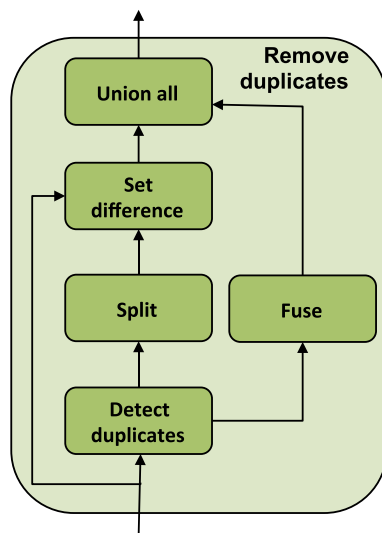 Remove
duplicates
Union all
Set
difference
Split
Fuse
Detect
duplicates